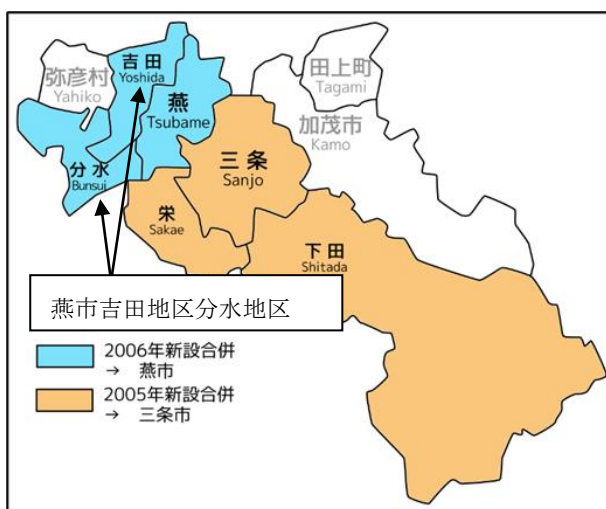 弥彦村
Yahiko
吉田
Yoshida
燕
Tsubame
田上町
Tagami
加茂市
Kamo
三条
Sanjo
分水
Bunsui
栄
Sakae
下田
Shitada
燕市吉田地区分水地区
2006年新設合併
→ 燕市
2005年新設合併
→ 三条市